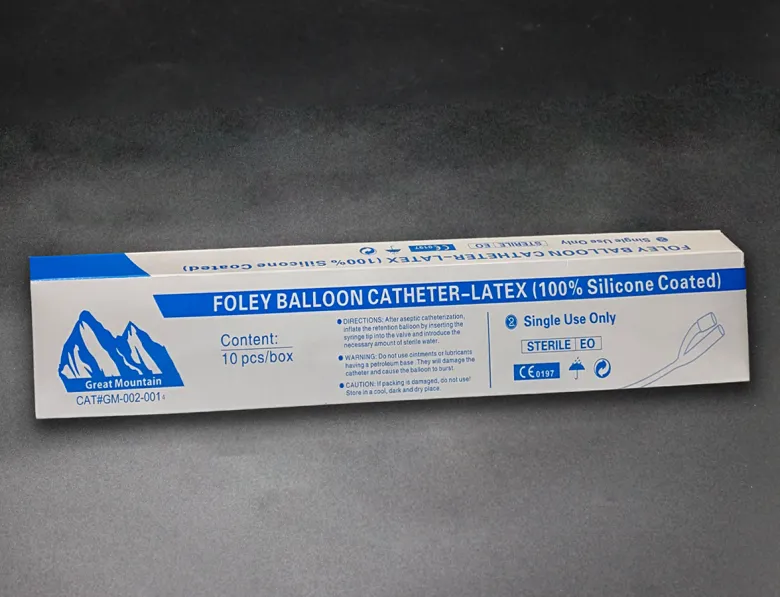 Single Use Only
STERILE EO
CE 0197
FOLEY BALLOON CATHETER-LATEX (100% Silicone Coated)
FOLEY BALLOON CATHETER-LATEX (100% Silicone Coated)
Great Mountain
CAT#GM-002-0014
Content:
10 pcs/box
DIRECTIONS: After aseptic catheterization,
inflate the retention balloon by inserting the
syringe tip into the valve and introduce the
necessary amount of sterile water.
WARNING: Do not use ointments or lubricants
having a petroleum base. They will damage the
catheter and cause the balloon to burst.
CAUTION: If packing is damaged, do not use!
Store in a cool, dark and dry place.
Single Use Only
STERILE EO
CE 0197